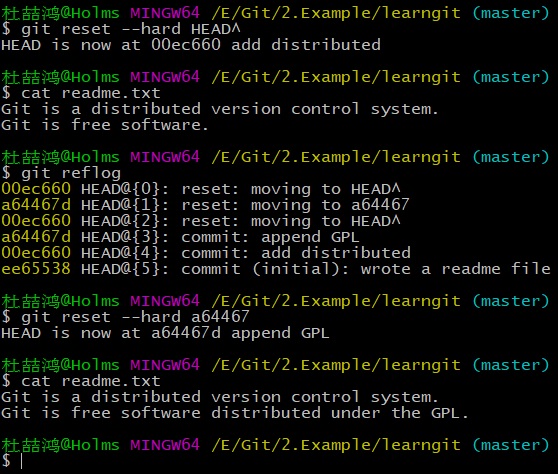 杜喆鸿@Holms MINGW64 /E/Git/2.Example/learngit (master)
$ git reset --hard HEAD^
HEAD is now at 00ec660 add distributed
杜喆鸿@Holms MINGW64 /E/Git/2.Example/learngit (master)
$ cat readme.txt
Git is a distributed version control system.
Git is free software.
杜喆鸿@Holms MINGW64 /E/Git/2.Example/learngit (master)
$ git reflog
00ec660 HEAD@{0}: reset: moving to HEAD^
a64467d HEAD@{1}: reset: moving to a64467
00ec660 HEAD@{2}: reset: moving to HEAD^
a64467d HEAD@{3}: commit: append GPL
00ec660 HEAD@{4}: commit: add distributed
ee65538 HEAD@{5}: commit (initial): wrote a readme file
杜喆鸿@Holms MINGW64 /E/Git/2.Example/learngit (master)
$ git reset --hard a64467
HEAD is now at a64467d append GPL
杜喆鸿@Holms MINGW64 /E/Git/2.Example/learngit (master)
$ cat readme.txt
Git is a distributed version control system.
Git is free software distributed under the GPL.
杜喆鸿@Holms MINGW64 /E/Git/2.Example/learngit (master)
$